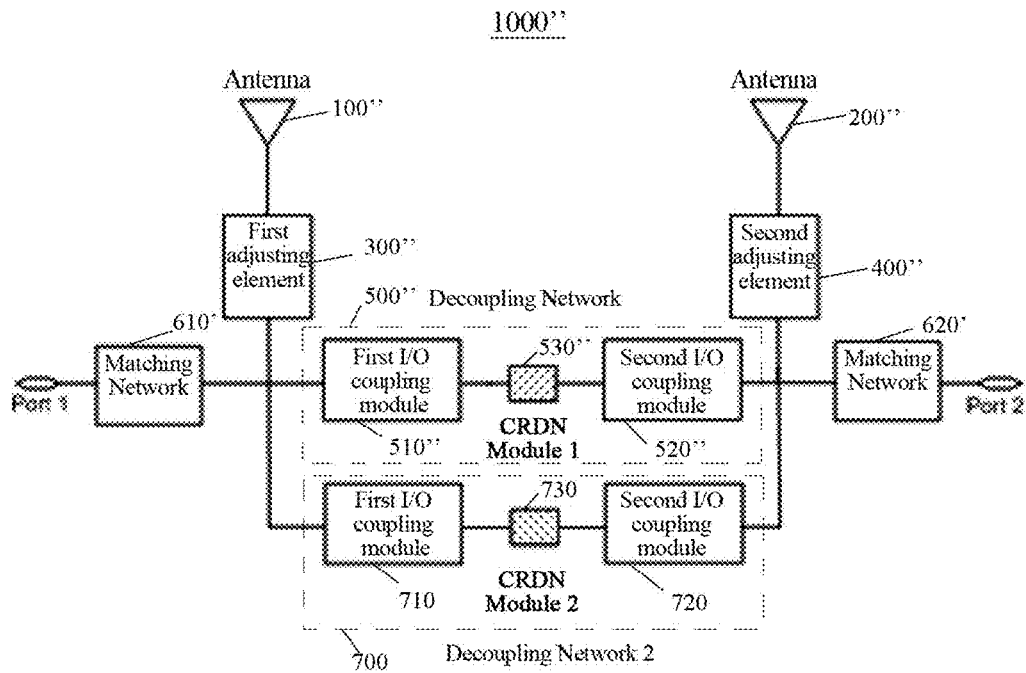 1000’’
Antenna
100’’
Antenna
200’’
First
adjusting
element
300’’
Second
adjusting
element
400’’
500’’
Decoupling Network
610’
Matching
Network
Port 1
First I/O
coupling
module
510’’
530’’
CRDN
Module 1
Second I/O
coupling
module
520’’
620’
Matching
Network
Port 2
First I/O
coupling
module
710
730
CRDN
Module 2
Second I/O
coupling
module
720
700
Decoupling Network 2